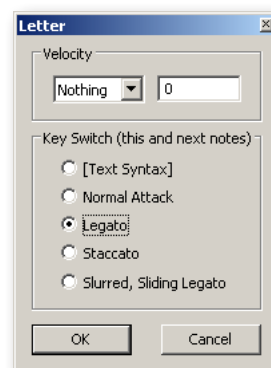 Letter
Velocity
Nothing 0
Key Switch (this and next notes)
[Text Syntax]
Normal Attack
Legato
Staccato
Slurred, Sliding Legato
OK Cancel